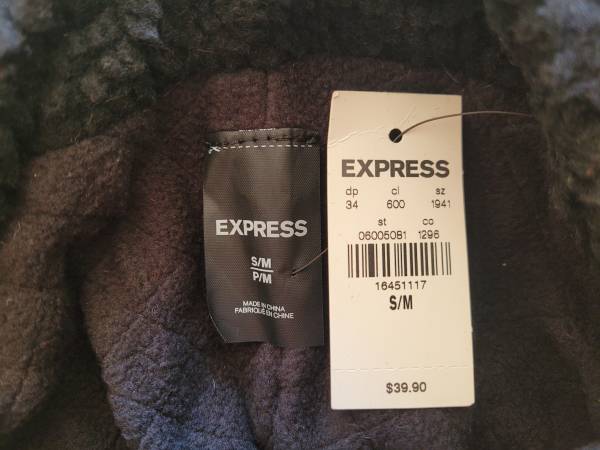 EXPRESS
S/M
P/M
MADE IN CHINA
FABRIQUÉ EN CHINE
EXPRESS
dp cl sz
34 600 1941
st co
06005081 1296
16451117
S/M
$39.90